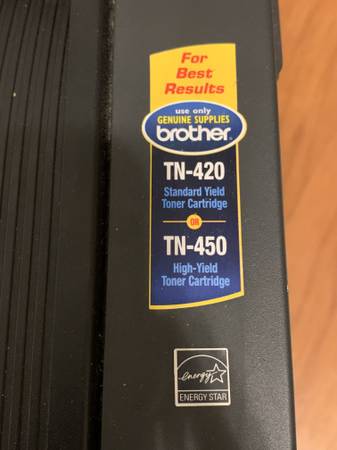 For
Best
Results
use only
GENUINE SUPPLIES
brother
TN-420
Standard Yield
Toner Cartridge
OR
TN-450
High-Yield
Toner Cartridge
energy
ENERGY STAR